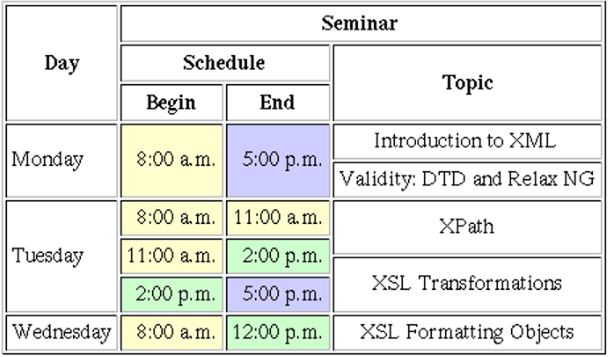 Day
Seminar
Schedule
Topic
Begin
End
Monday
8:00 a.m.
5:00 p.m.
Introduction to XML
Validity: DTD and Relax NG
Tuesday
8:00 a.m.
11:00 a.m.
XPath
11:00 a.m.
2:00 p.m.
XSL Transformations
2:00 p.m.
5:00 p.m.
Wednesday
8:00 a.m.
12:00 p.m.
XSL Formatting Objects